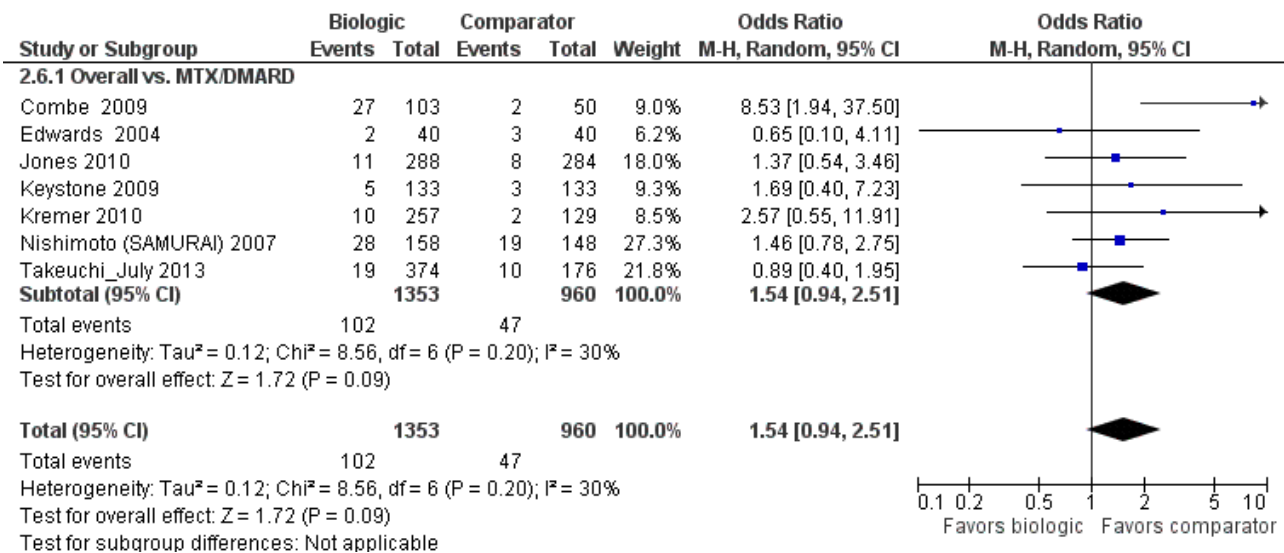 Biologic Comparator Odds Ratio Odds Ratio
Study or Subgroup Events Total Events Total Weight M-H, Random, 95% CI M-H, Random, 95% CI
2.6.1 Overall vs. MTX/DMARD
Combe 2009 27 103 2 50 9.0% 8.53 [1.94, 37.50]
Edwards 2004 2 40 3 40 6.2% 0.65 [0.10, 4.11]
Jones 2010 11 288 8 284 18.0% 1.37 [0.54, 3.46]
Keystone 2009 5 133 3 133 9.3% 1.69 [0.40, 7.23]
Kremer 2010 10 257 2 129 8.5% 2.57 [0.55, 11.91]
Nishimoto (SAMURAI) 2007 28 158 19 148 27.3% 1.46 [0.78, 2.75]
Takeuchi_July 2013 19 374 10 176 21.8% 0.89 [0.40, 1.95]
Subtotal (95% CI) 1353 960 100.0% 1.54 [0.94, 2.51]
Total events 102 47
Heterogeneity: Tau² = 0.12; Chi² = 8.56, df = 6 (P = 0.20); I² = 30%
Test for overall effect: Z = 1.72 (P = 0.09)
Total (95% CI) 1353 960 100.0% 1.54 [0.94, 2.51]
Total events 102 47
Heterogeneity: Tau² = 0.12; Chi² = 8.56, df = 6 (P = 0.20); I² = 30%
Test for overall effect: Z = 1.72 (P = 0.09)
Test for subgroup differences: Not applicable
0.1 0.2 0.5 1 2 5 10
Favors biologic Favors comparator